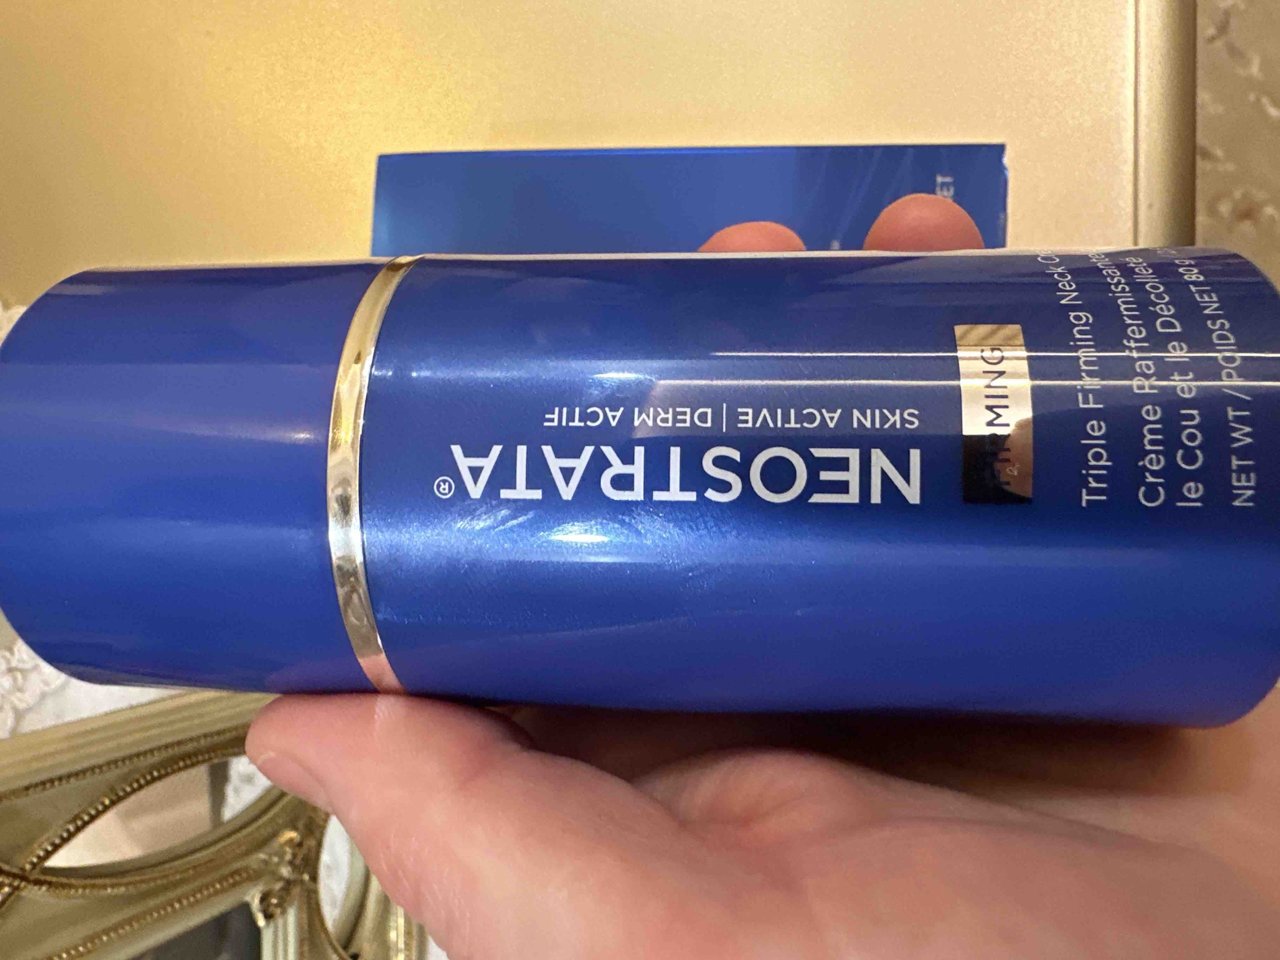 NEOSTRATA®
SKIN ACTIVE | DERM ACTIF
FIRMING
Triple Firming Neck
Crème Raffermissante
le Cou et le Décolleté
NET WT / POIDS NET 80 g
ET